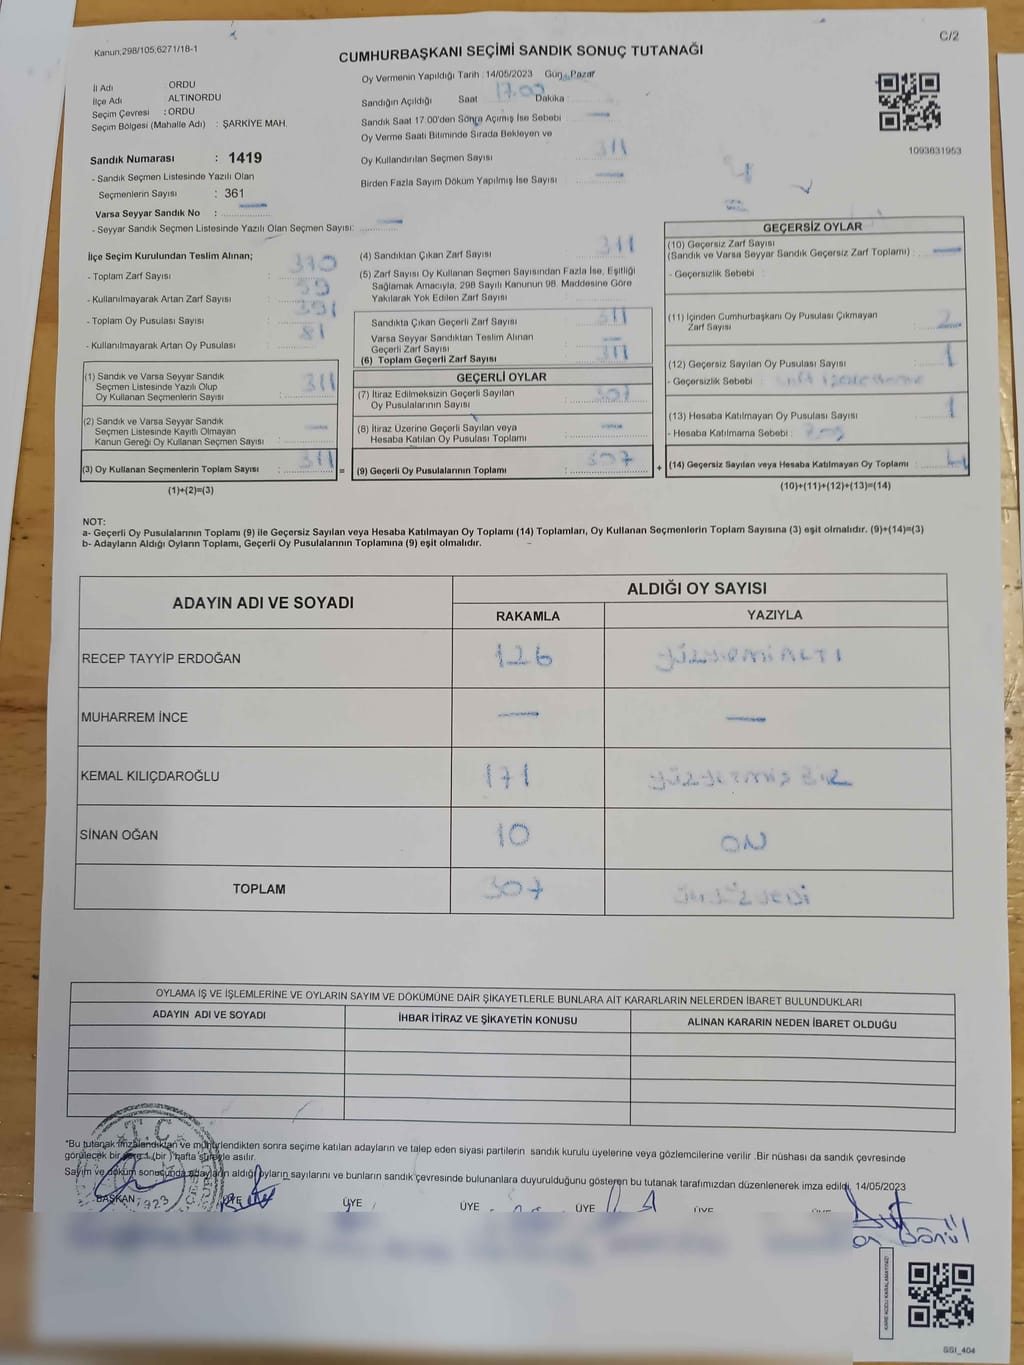 Kanun,298/105,6271/18-1
C/2
CUMHURBAŞKANI SEÇİMİ SANDIK SONUÇ TUTANAĞI
İl Adı : ORDU
İlçe Adı : ALTINORDU
Seçim Çevresi : ORDU
Seçim Bölgesi (Mahalle Adı) : ŞARKİYE MAH.
Sandık Numarası : 1419
- Sandık Seçmen Listesinde Yazılı Olan
Seçmenlerin Sayısı : 361
Varsa Seyyar Sandık No :
- Seyyar Sandık Seçmen Listesinde Yazılı Olan Seçmen Sayısı:
Oy Vermenin Yapıldığı Tarih :14/05/2023 Gün: Pazar
Sandığın Açıldığı Saat 17.00 Dakika :
Sandık Saat 17.00'den Sonra Açımış İse Sebebi
Oy Verme Saati Bitiminde Sırada Bekleyen ve
Oy Kullandırılan Seçmen Sayısı 311
Birden Fazla Sayım Döküm Yapılmış İse Sayısı
1093631953
İlçe Seçim Kurulundan Teslim Alınan;
- Toplam Zarf Sayısı : 370
- Kullanılmayarak Artan Zarf Sayısı : 59
- Toplam Oy Pusulası Sayısı : 391
- Kullanılmayarak Artan Oy Pusulası : 81
(1) Sandık ve Varsa Seyyar Sandık
Seçmen Listesinde Yazılı Olup
Oy Kullanan Seçmenlerin Sayısı : 311
(2) Sandık ve Varsa Seyyar Sandık
Seçmen Listesinde Kayıtlı Olmayan
Kanun Gereği Oy Kullanan Seçmen Sayısı :
(3) Oy Kullanan Seçmenlerin Toplam Sayısı : 311
(1)+(2)=(3)
=
(4) Sandıktan Çıkan Zarf Sayısı : 311
(5) Zarf Sayısı Oy Kullanan Seçmen Sayısından Fazla İse, Eşitliği
Sağlamak Amacıyla, 298 Sayılı Kanunun 98. Maddesine Göre
Yakılarak Yok Edilen Zarf Sayısı
Sandıkta Çıkan Geçerli Zarf Sayısı : 311
Varsa Seyyar Sandıktan Teslim Alınan
Geçerli Zarf Sayısı
(6) Toplam Geçerli Zarf Sayısı : 311
GEÇERLİ OYLAR
(7) İtiraz Edilmeksizin Geçerli Sayılan
Oy Pusulalarının Sayısı : 307
(8) İtiraz Üzerine Geçerli Sayılan veya
Hesaba Katılan Oy Pusulası Toplamı :
(9) Geçerli Oy Pusulalarının Toplamı : 307
+
GEÇERSİZ OYLAR
(10) Geçersiz Zarf Sayısı
(Sandık ve Varsa Seyyar Sandık Geçersiz Zarf Toplamı) :
- Geçersizlik Sebebi :
(11) İçinden Cumhurbaşkanı Oy Pusulası Çıkmayan
Zarf Sayısı : 2
(12) Geçersiz Sayılan Oy Pusulası Sayısı : 1
- Geçersizlik Sebebi :
(13) Hesaba Katılmayan Oy Pusulası Sayısı : 1
- Hesaba Katılmama Sebebi :
(14) Geçersiz Sayılan veya Hesaba Katılmayan Oy Toplamı : 4
(10)+(11)+(12)+(13)=(14)
NOT:
a- Geçerli Oy Pusulalarının Toplamı (9) ile Geçersiz Sayılan veya Hesaba Katılmayan Oy Toplamı (14) Toplamları, Oy Kullanan Seçmenlerin Toplam Sayısına (3) eşit olmalıdır. (9)+(14)=(3)
b- Adayların Aldığı Oyların Toplamı, Geçerli Oy Pusulalarının Toplamına (9) eşit olmalıdır.
ADAYIN ADI VE SOYADI ALDIĞI OY SAYISI
RAKAMLA YAZIYLA
RECEP TAYYİP ERDOĞAN 126 YÜZYİRMİALTI
MUHARREM İNCE
KEMAL KILIÇDAROĞLU 171 YÜZYETMİŞ BİR
SİNAN OĞAN 10 ON
TOPLAM 307 ÜÇYÜZ YEDİ
OYLAMA İŞ VE İŞLEMLERİNE VE OYLARIN SAYIM VE DÖKÜMÜNE DAİR ŞİKAYETLERLE BUNLARA AİT KARARLARIN NELERDEN İBARET BULUNDUKLARI
ADAYIN ADI VE SOYADI İHBAR İTİRAZ VE ŞİKAYETİN KONUSU ALINAN KARARIN NEDEN İBARET OLDUĞU
T.C.
*Bu tutanak imzalandıktan ve mühürlendikten sonra seçime katılan adayların ve talep eden siyasi partilerin sandık kurulu üyelerine veya gözlemcilerine verilir .Bir nüshası da sandık çevresinde
görülecek bir yere 1 (bir ) hafta süreyle asılır.
Sayım ve döküm sonucunda adayların aldığı oyların sayılarını ve bunların sandık çevresinde bulunanlara duyurulduğunu gösteren bu tutanak tarafımızdan düzenlenerek imza edildi. 14/05/2023
BAŞKAN ÜYE ÜYE ÜYE ÜYE ÜYE
1923
KARE KODU KARALAMAYINIZ!
SSI_404